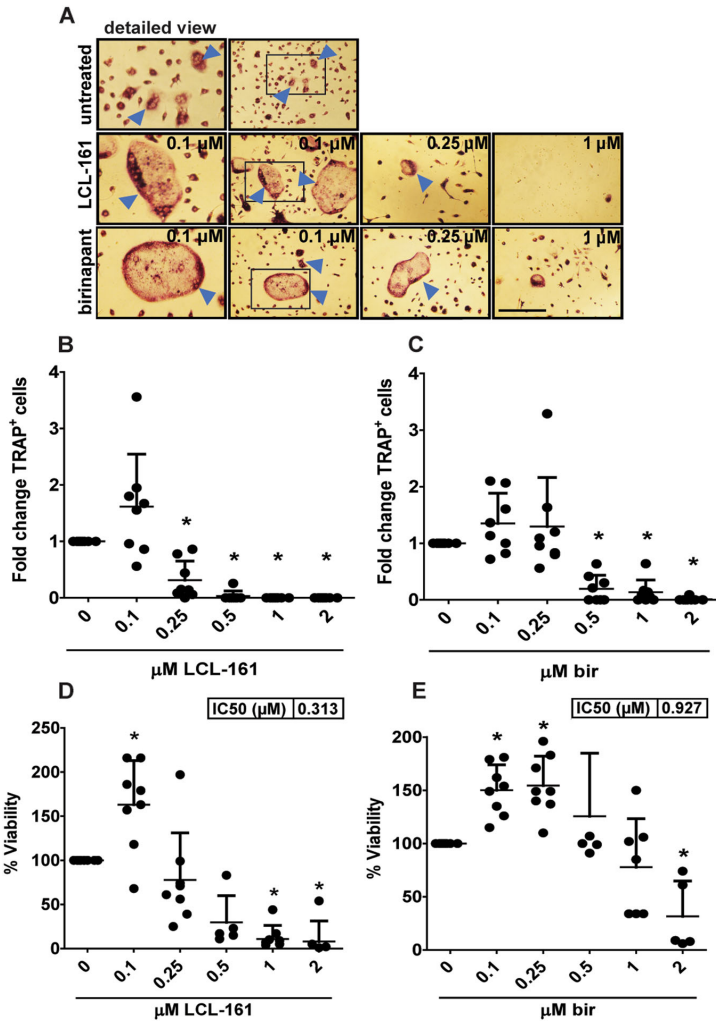 A
detailed view
untreated
LCL-161
0.1 µM
0.1 µM
0.25 µM
1 µM
birinapant
0.1 µM
0.1 µM
0.25 µM
1 µM
B
Fold change TRAP+ cells
4
3
2
1
0
0
0.1
0.25
0.5
1
2
*
*
*
*
µM LCL-161
C
Fold change TRAP+ cells
4
3
2
1
0
0
0.1
0.25
0.5
1
2
*
*
*
µM bir
D
IC50 (µM) 0.313
% Viability
250
200
150
100
50
0
0
0.1
0.25
0.5
1
2
*
*
*
µM LCL-161
E
IC50 (µM) 0.927
% Viability
200
150
100
50
0
0
0.1
0.25
0.5
1
2
*
*
*
µM bir